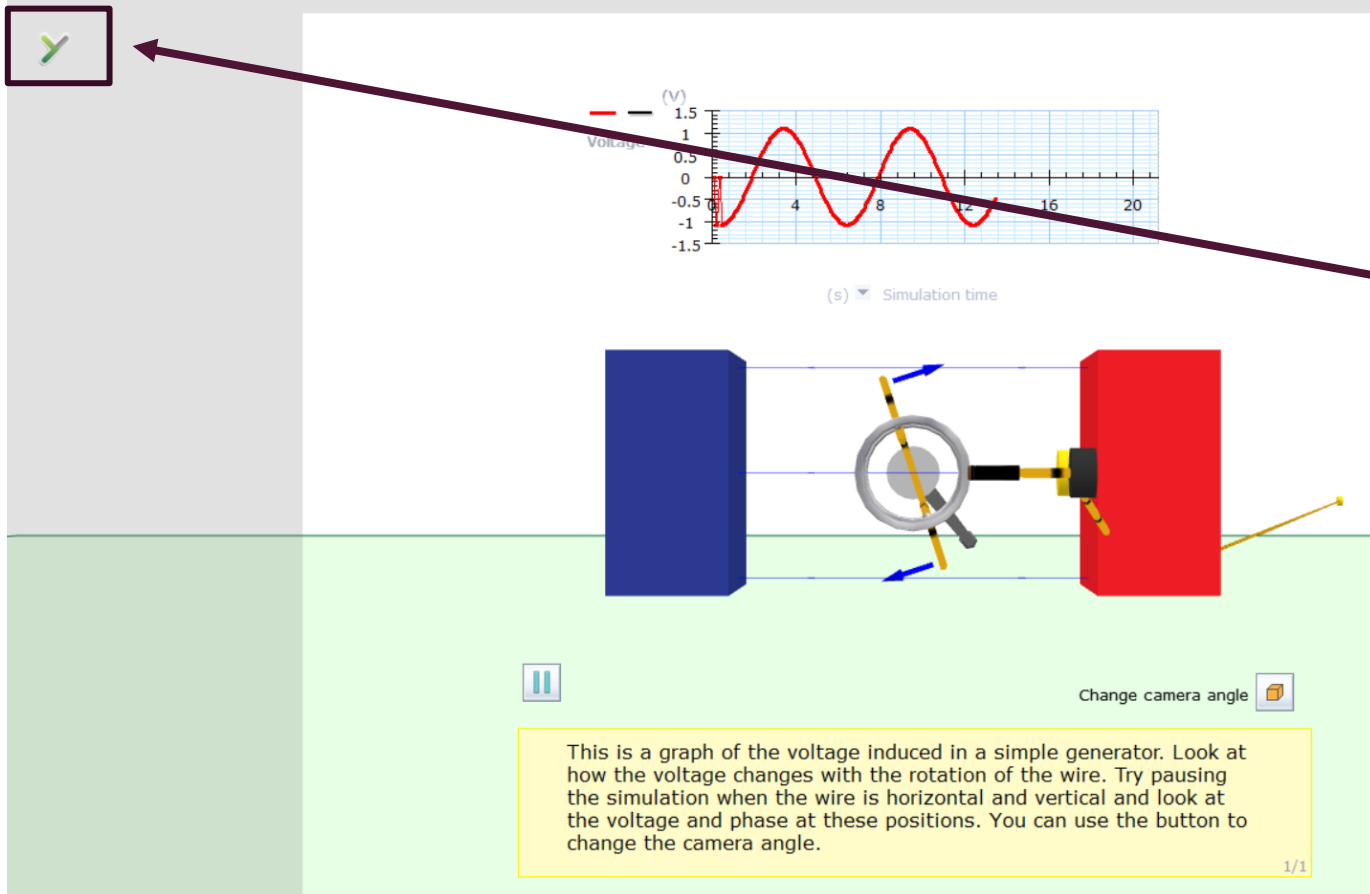 (V)
1.5
1
Voltage
0.5
0
-0.5
0 4 8 12 16 20
-1
-1.5
(s) Simulation time
Change camera angle
This is a graph of the voltage induced in a simple generator. Look at
how the voltage changes with the rotation of the wire. Try pausing
the simulation when the wire is horizontal and vertical and look at
the voltage and phase at these positions. You can use the button to
change the camera angle.
1/1